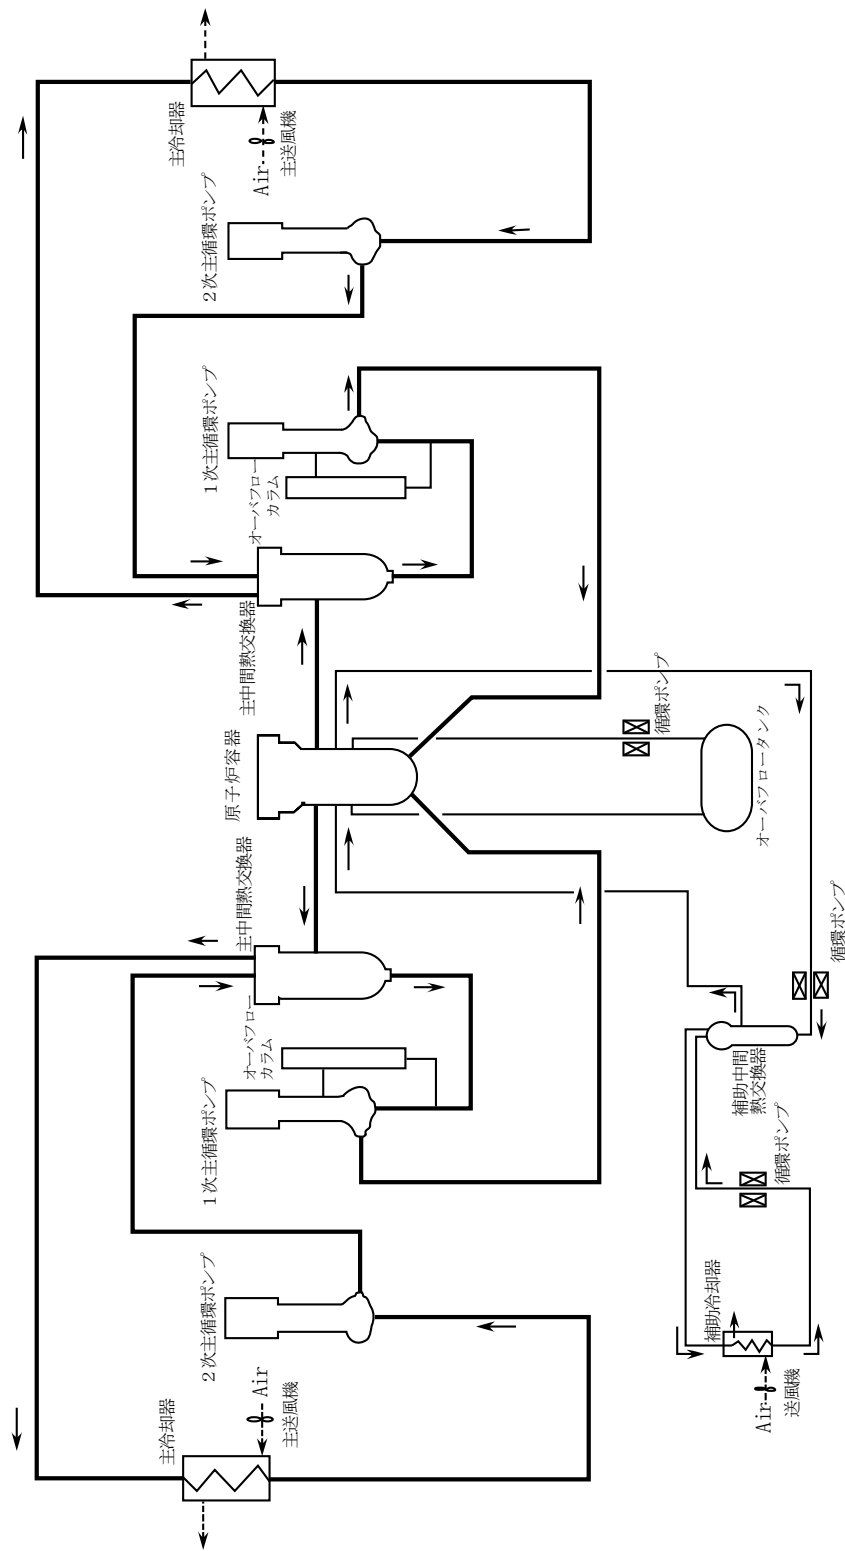 主冷却器
Air
主送風機
2次主循環ポンプ
1次主循環ポンプ
オーバフロー
カラム
主中間熱交換器
原子炉容器
主中間熱交換器
オーバフロー
カラム
1次主循環ポンプ
2次主循環ポンプ
主冷却器
Air
主送風機
循環ポンプ
オーバフロータンク
循環ポンプ
補助中間
熱交換器
循環ポンプ
補助冷却器
Air
送風機